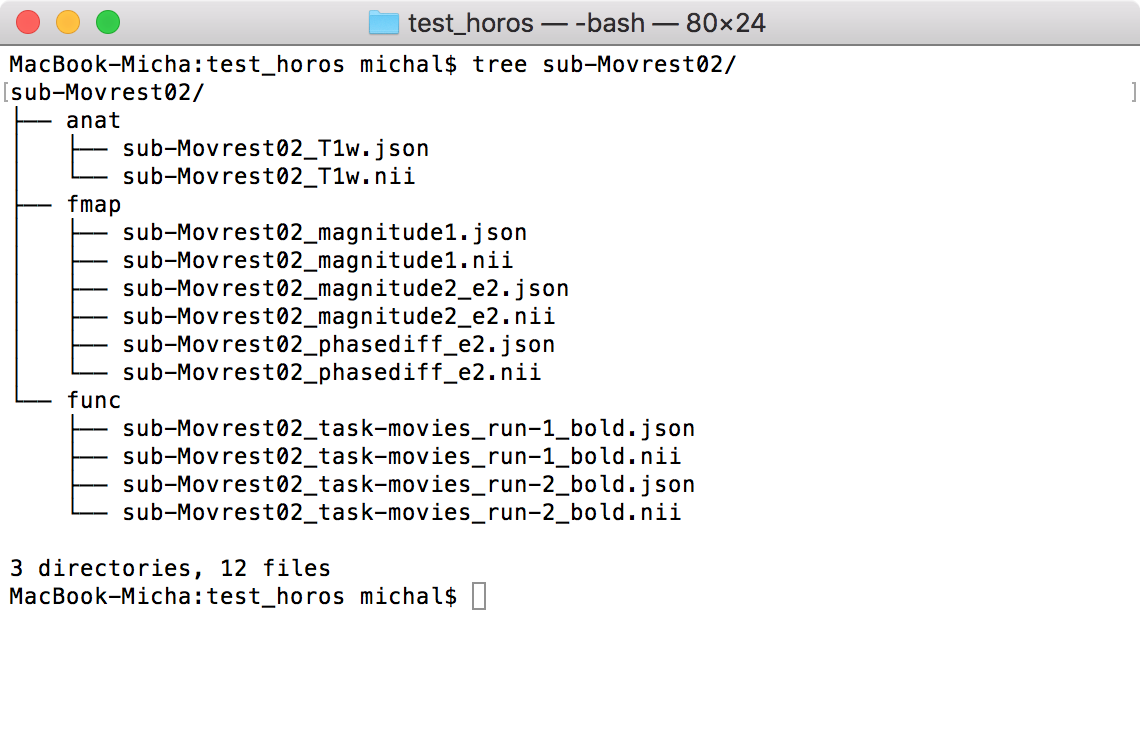 test_horos — -bash — 80×24
MacBook-Micha:test_horos michal$ tree sub-Movrest02/
[sub-Movrest02/ ]
├── anat
│   ├── sub-Movrest02_T1w.json
│   └── sub-Movrest02_T1w.nii
├── fmap
│   ├── sub-Movrest02_magnitude1.json
│   ├── sub-Movrest02_magnitude1.nii
│   ├── sub-Movrest02_magnitude2_e2.json
│   ├── sub-Movrest02_magnitude2_e2.nii
│   ├── sub-Movrest02_phasediff_e2.json
│   └── sub-Movrest02_phasediff_e2.nii
└── func
    ├── sub-Movrest02_task-movies_run-1_bold.json
    ├── sub-Movrest02_task-movies_run-1_bold.nii
    ├── sub-Movrest02_task-movies_run-2_bold.json
    └── sub-Movrest02_task-movies_run-2_bold.nii
3 directories, 12 files
MacBook-Micha:test_horos michal$